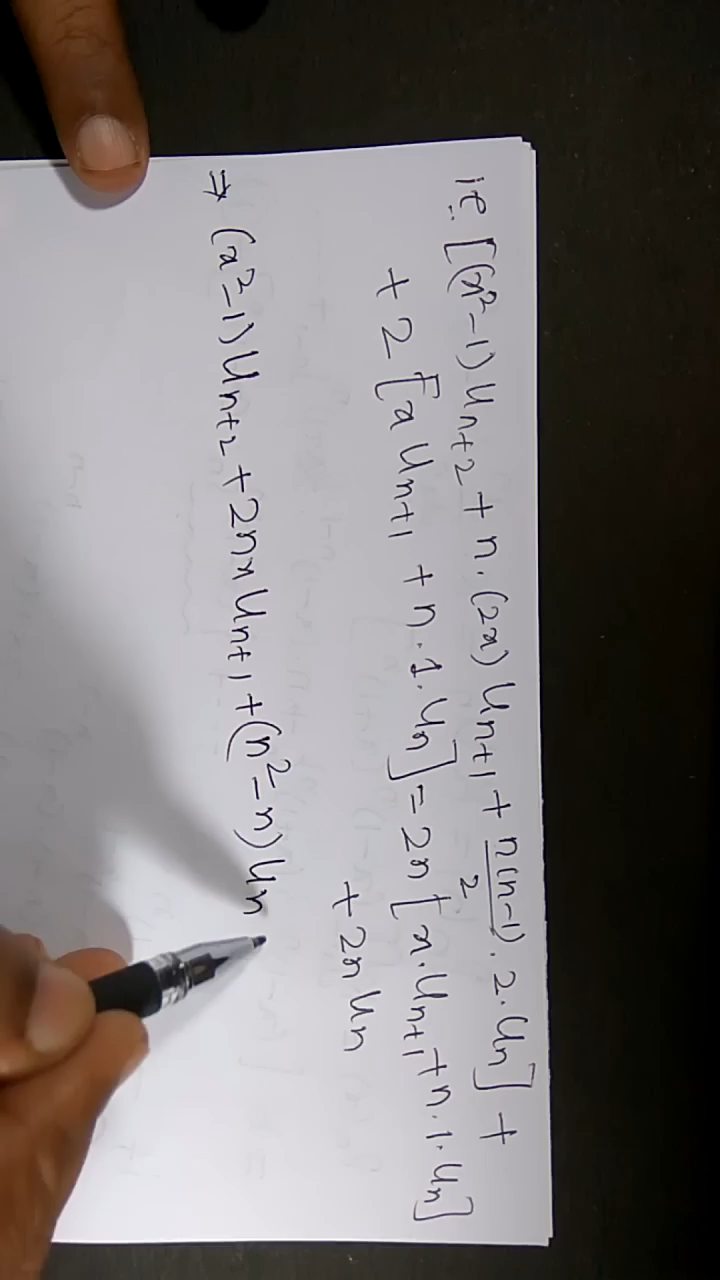 ie. [(x²-1) Uₙ₊₂ + n.(2x) Uₙ₊₁ + n(n-1)/2 . 2. Uₙ] +
+ 2 [x Uₙ₊₁ + n.1.Uₙ] = 2n [x.Uₙ₊₁ + n.1.Uₙ]
+ 2n Uₙ
⇒ (x²-1) Uₙ₊₂ + 2nx Uₙ₊₁ + (n²-n) Uₙ